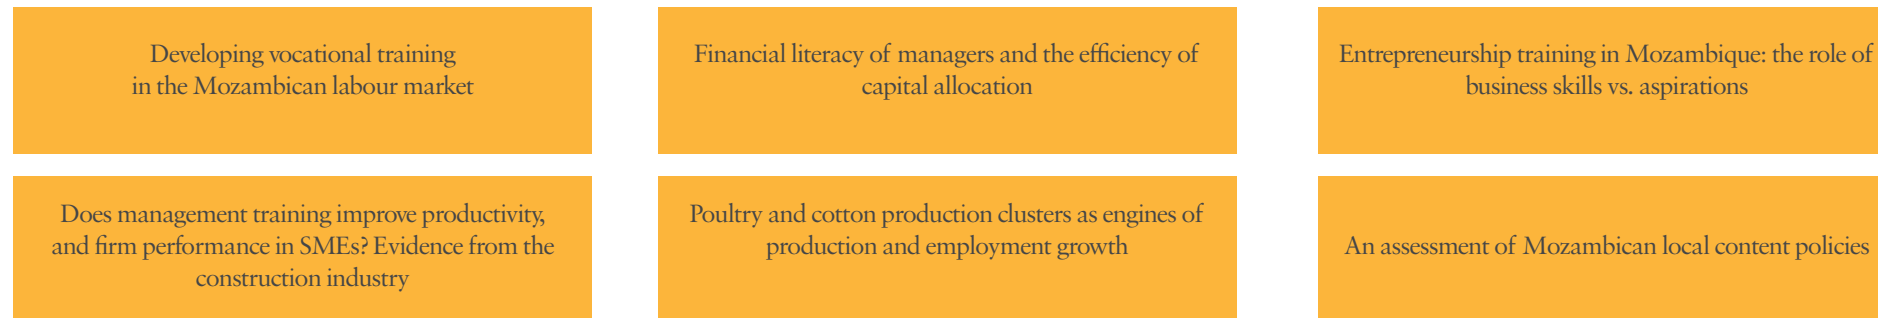 Developing vocational training
in the Mozambican labour market
Financial literacy of managers and the efficiency of
capital allocation
Entrepreneurship training in Mozambique: the role of
business skills vs. aspirations
Does management training improve productivity,
and firm performance in SMEs? Evidence from the
construction industry
Poultry and cotton production clusters as engines of
production and employment growth
An assessment of Mozambican local content policies